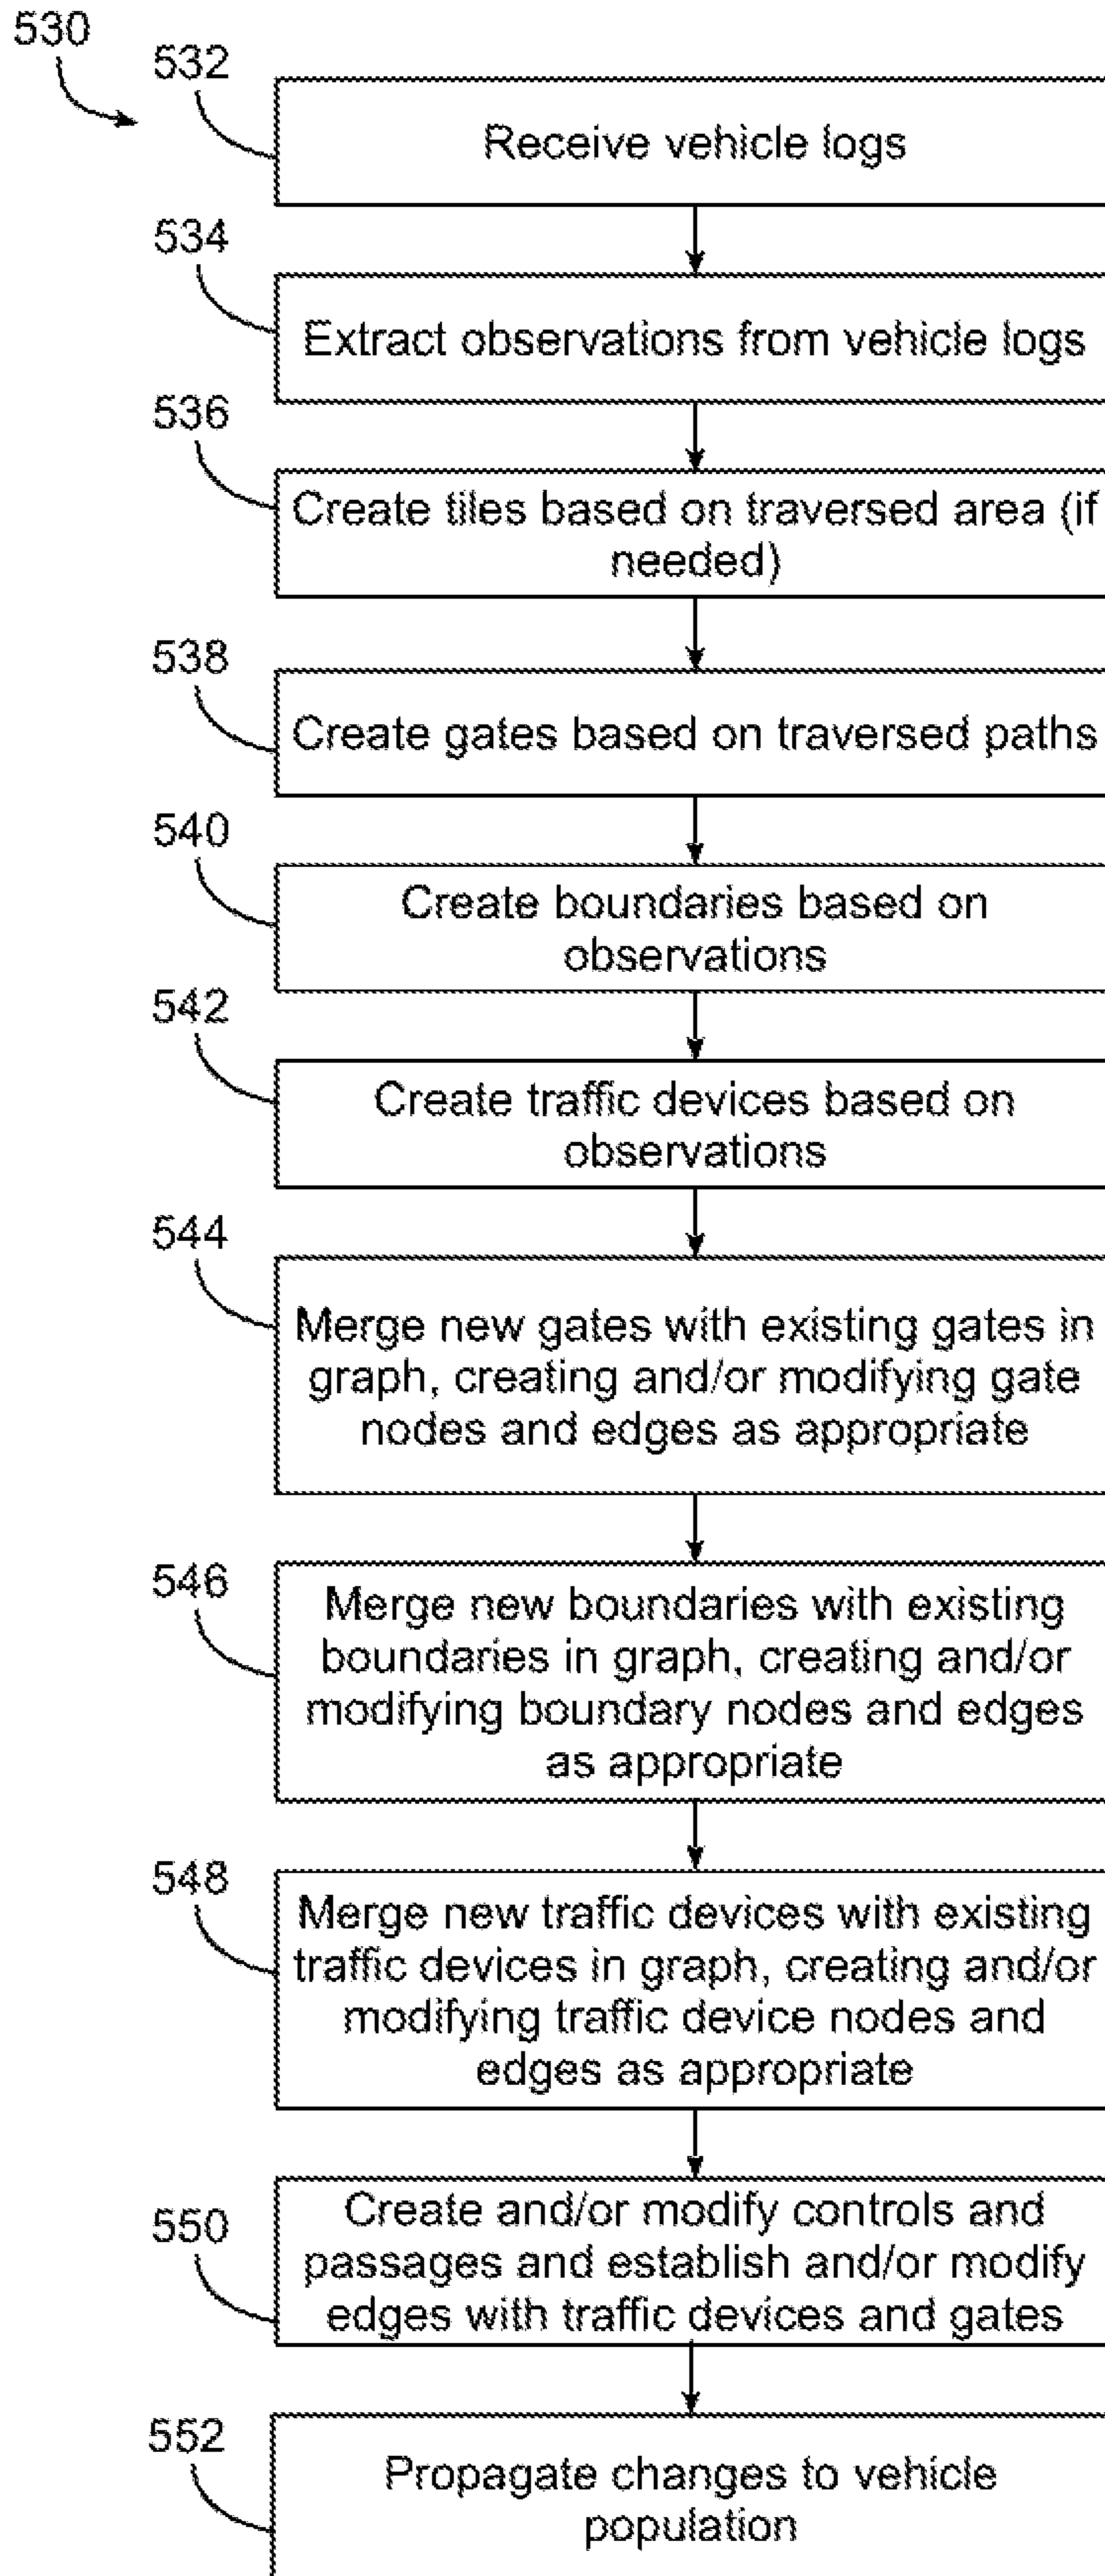 530
532
Receive vehicle logs
534
Extract observations from vehicle logs
536
Create tiles based on traversed area (if
needed)
538
Create gates based on traversed paths
540
Create boundaries based on
observations
542
Create traffic devices based on
observations
544
Merge new gates with existing gates in
graph, creating and/or modifying gate
nodes and edges as appropriate
546
Merge new boundaries with existing
boundaries in graph, creating and/or
modifying boundary nodes and edges
as appropriate
548
Merge new traffic devices with existing
traffic devices in graph, creating and/or
modifying traffic device nodes and
edges as appropriate
550
Create and/or modify controls and
passages and establish and/or modify
edges with traffic devices and gates
552
Propagate changes to vehicle
population